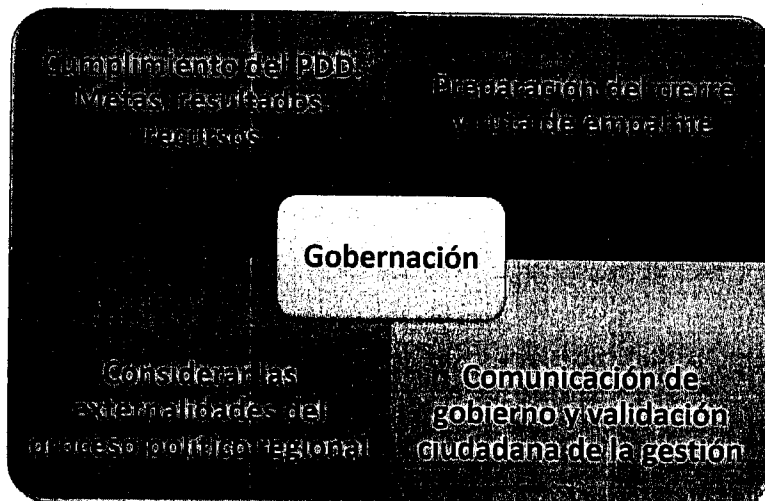 Cumplimiento del PDD.
Metas, resultados,
recursos
Preparación del cierre
y ruta de empalme
Gobernación
Considerar las
externalidades del
proceso político regional
Comunicación de
gobierno y validación
ciudadana de la gestión